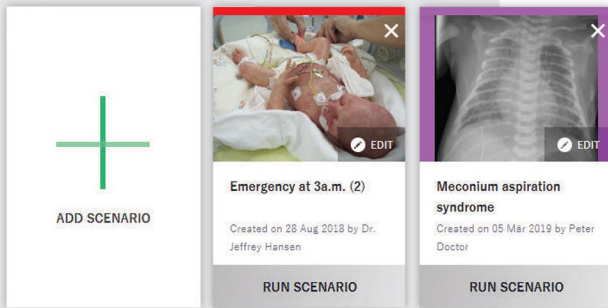 ADD SCENARIO
EDIT
Emergency at 3a.m. (2)
Created on 28 Aug 2018 by Dr.
Jeffrey Hansen
RUN SCENARIO
EDIT
Meconium aspiration
syndrome
Created on 05 Mär 2019 by Peter
Doctor
RUN SCENARIO